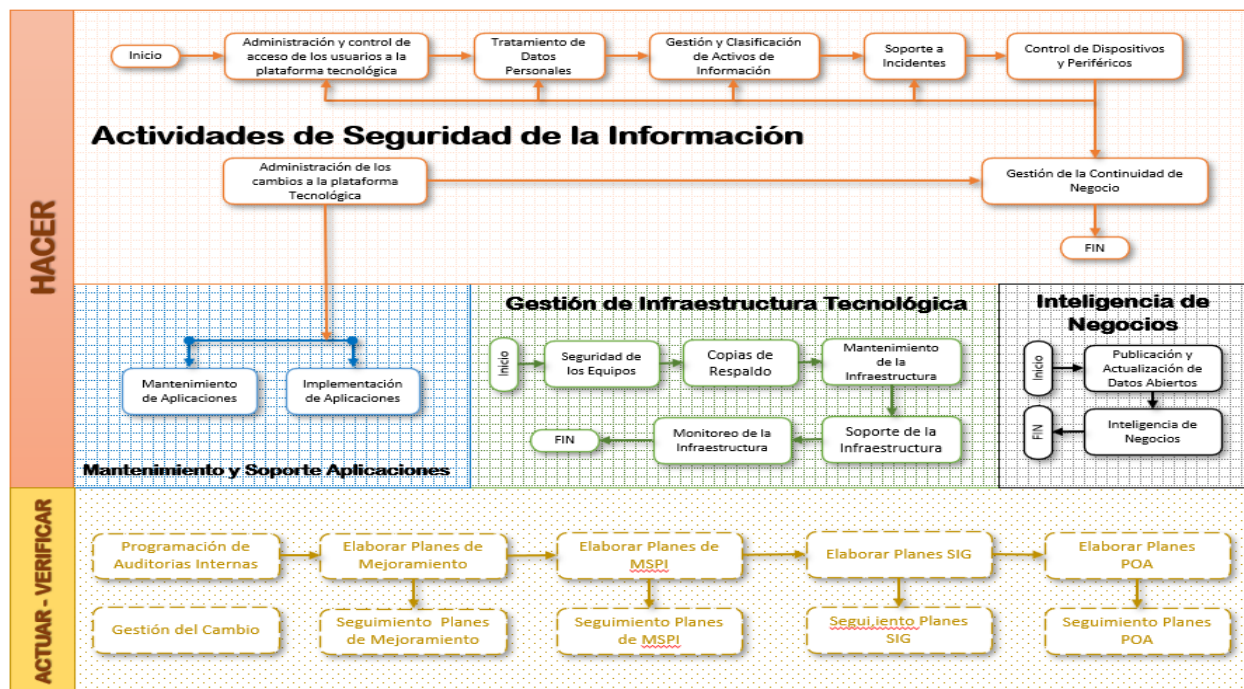 HACER
Inicio
Administración y control de
acceso de los usuarios a la
plataforma tecnológica
Tratamiento de
Datos
Personales
Gestión y Clasificación
de Activos de
Información
Soporte a
Incidentes
Control de Dispositivos
y Periféricos
Actividades de Seguridad de la Información
Administración de los
cambios a la plataforma
Tecnológica
Gestión de la Continuidad de
Negocio
FIN
Mantenimiento
de Aplicaciones
Implementación
de Aplicaciones
Mantenimiento y Soporte Aplicaciones
Gestión de Infraestructura Tecnológica
Inicio
Seguridad de
los Equipos
Copias de
Respaldo
Mantenimiento
de la
Infraestructura
FIN
Monitoreo de la
Infraestructura
Soporte de la
Infraestructura
Inteligencia de
Negocios
Inicio
Publicación y
Actualización de
Datos Abiertos
FIN
Inteligencia de
Negocios
ACTUAR - VERIFICAR
Programación de
Auditorias Internas
Elaborar Planes de
Mejoramiento
Elaborar Planes de
MSPI
Elaborar Planes SIG
Elaborar Planes
POA
Gestión del Cambio
Seguimiento Planes
de Mejoramiento
Seguimiento Planes
de MSPI
Segui,iento Planes
SIG
Seguimiento Planes
POA